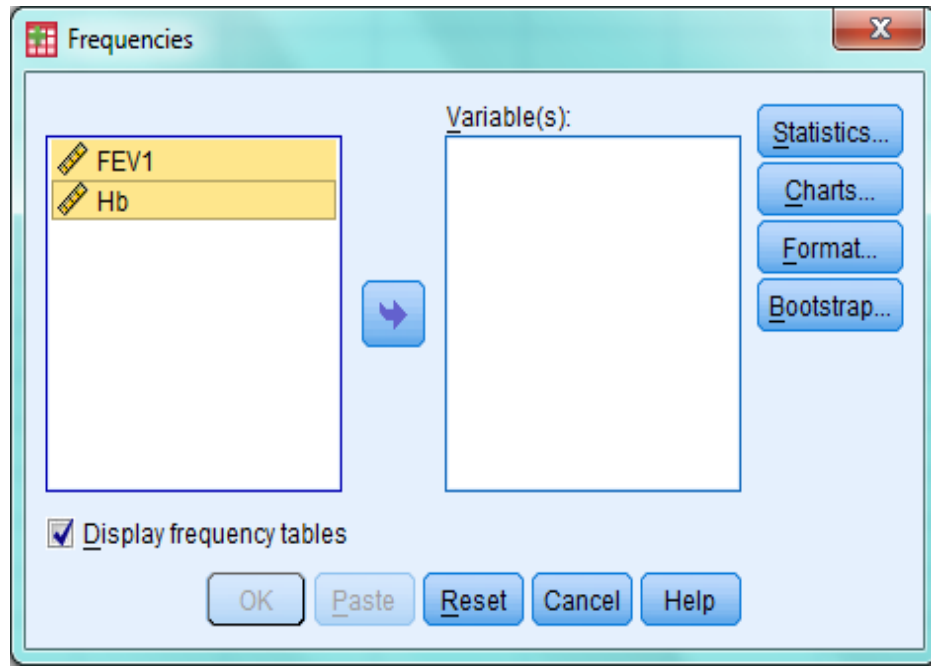 Frequencies
X
Variable(s):
FEV1
Hb
Statistics...
Charts...
Format...
Bootstrap...
Display frequency tables
OK Paste Reset Cancel Help